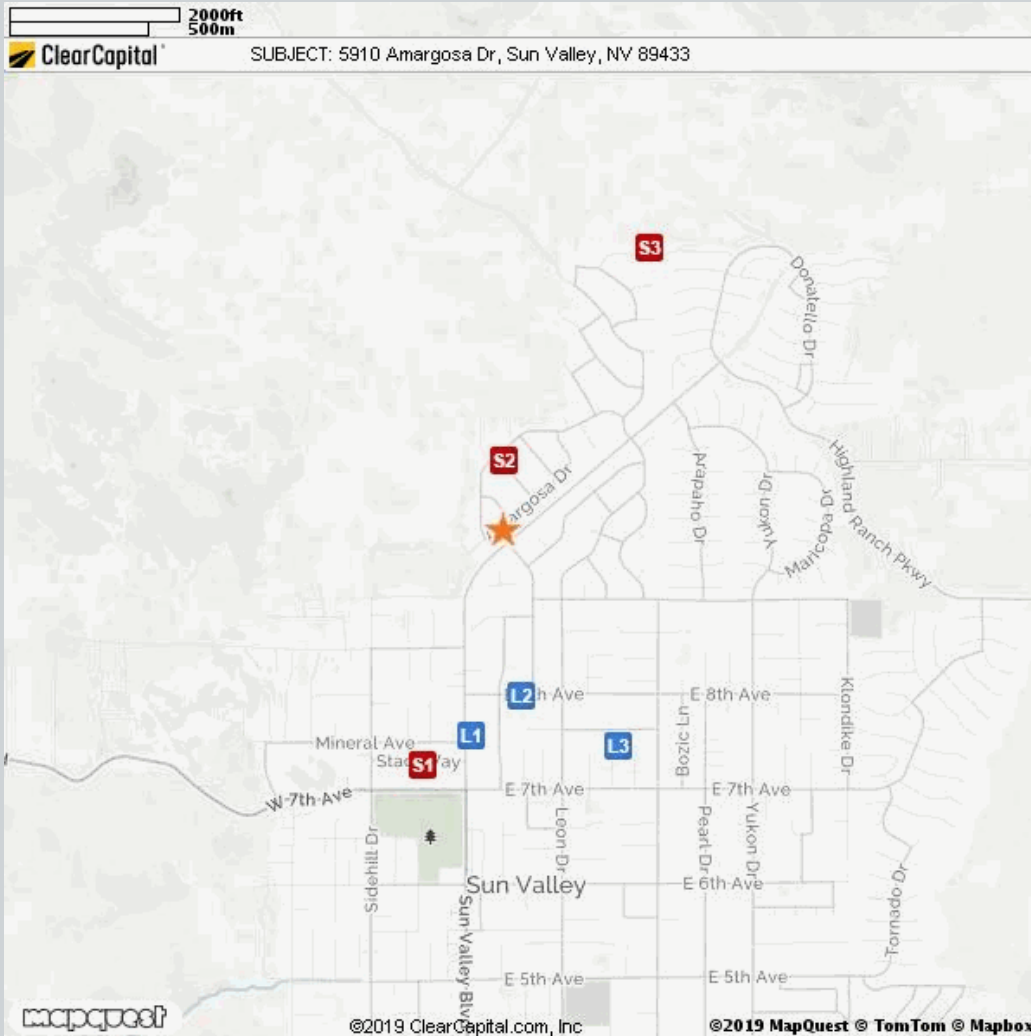 2000ft
500m
ClearCapital
SUBJECT: 5910 Amargosa Dr, Sun Valley, NV 89433
S3
Donatello Dr
S2
argosa Dr
Arapaho Dr
Yukon Dr
Maricopa Dr
Highland Ranch Pkwy
L2
h Ave
E 8th Ave
L1
L3
Mineral Ave
S1
Bozic Ln
Klondike Dr
W 7th Ave
E 7th Ave
E 7th Ave
Sidehill Dr
Leon Dr
Pearl Dr
Yukon Dr
Sun Valley
E 6th Ave
Tornado Dr
Sun Valley Blv
E 5th Ave
E 5th Ave
mapquest
©2019 ClearCapital.com, Inc
©2019 MapQuest © TomTom © Mapbox